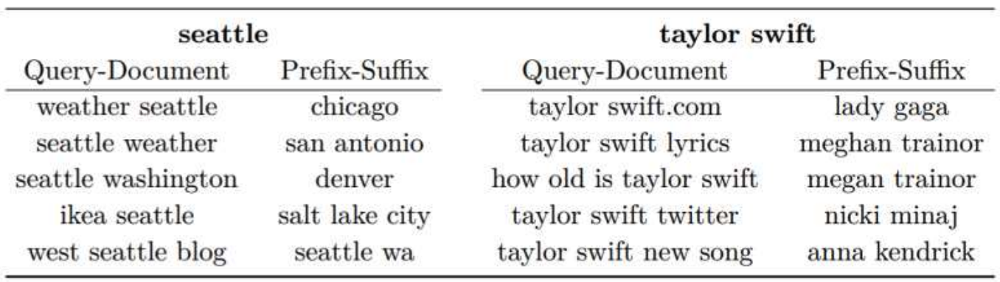 seattle taylor swift
Query-Document Prefix-Suffix Query-Document Prefix-Suffix
weather seattle chicago taylor swift.com lady gaga
seattle weather san antonio taylor swift lyrics meghan trainor
seattle washington denver how old is taylor swift megan trainor
ikea seattle salt lake city taylor swift twitter nicki minaj
west seattle blog seattle wa taylor swift new song anna kendrick